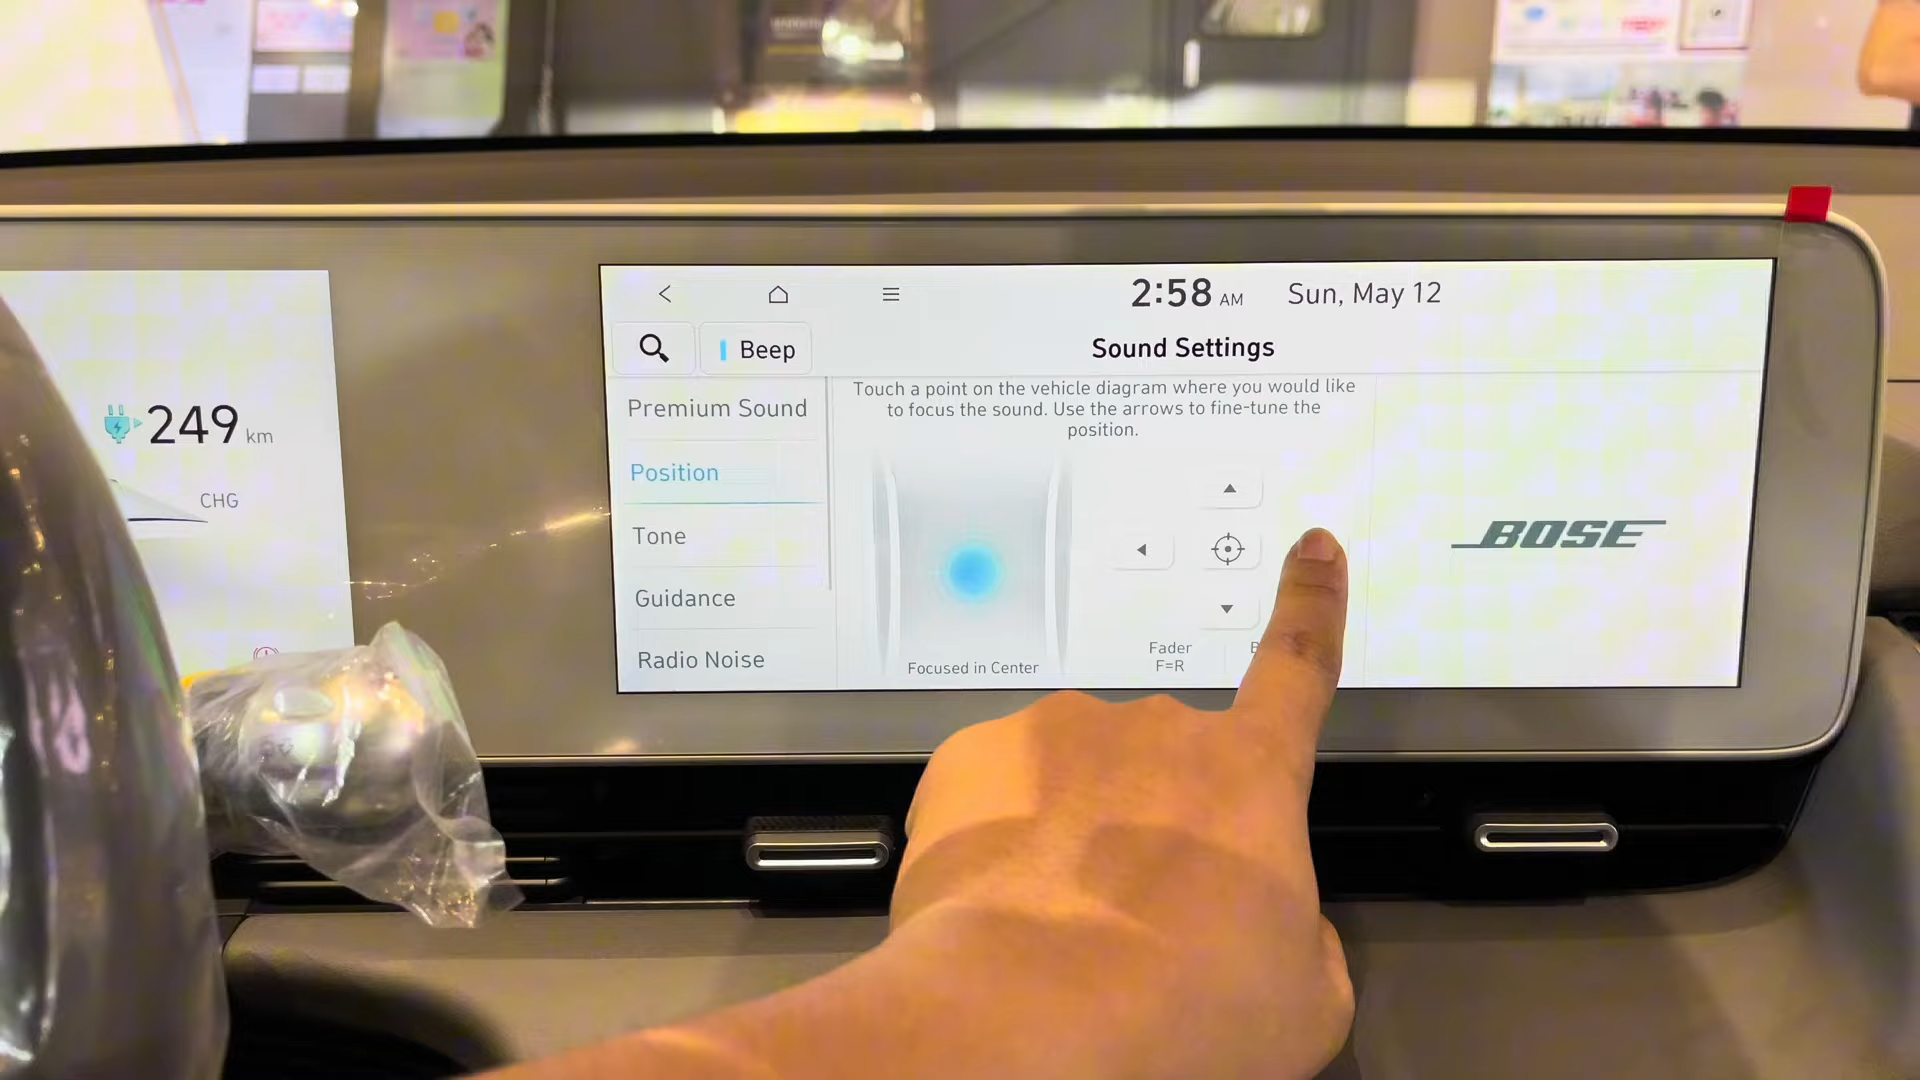 2:58 AM
Sun, May 12
Beep
Sound Settings
Premium Sound
Position
Tone
Guidance
Radio Noise
Touch a point on the vehicle diagram where you would like
to focus the sound. Use the arrows to fine-tune the
position.
Focused in Center
Fader
F=R
BOSE
249 km
CHG